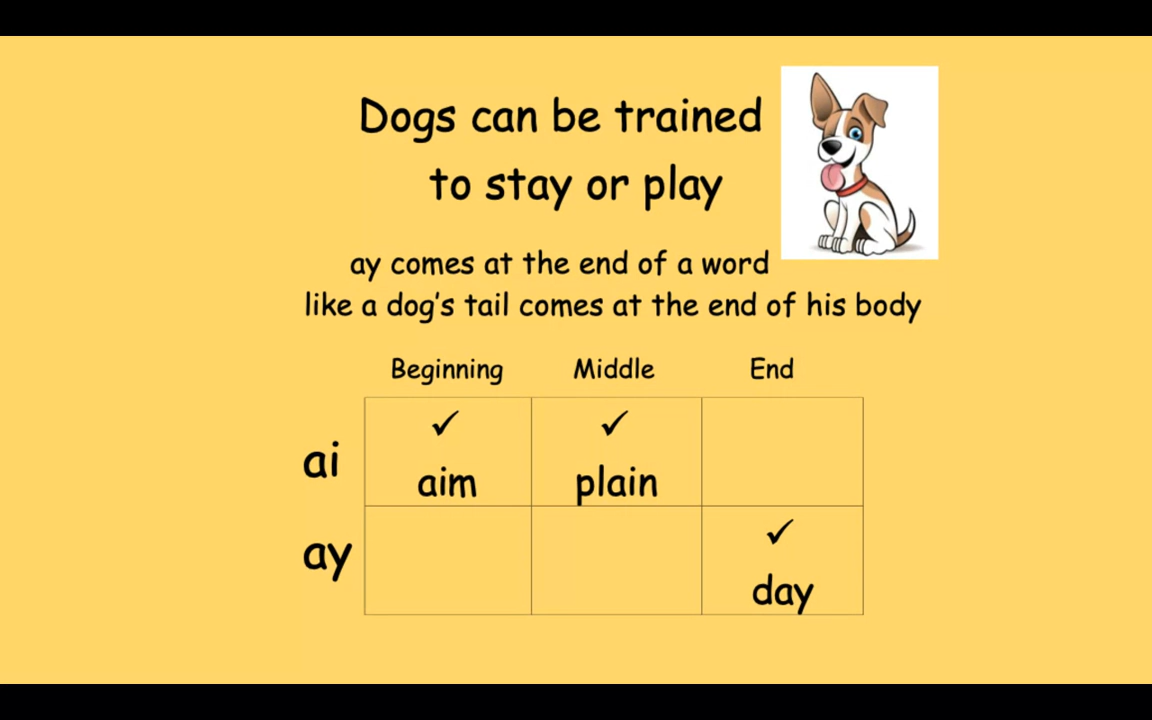 Dogs can be trained
to stay or play
ay comes at the end of a word
like a dog's tail comes at the end of his body
Beginning Middle End
✓ ✓
ai aim plain
✓
ay day